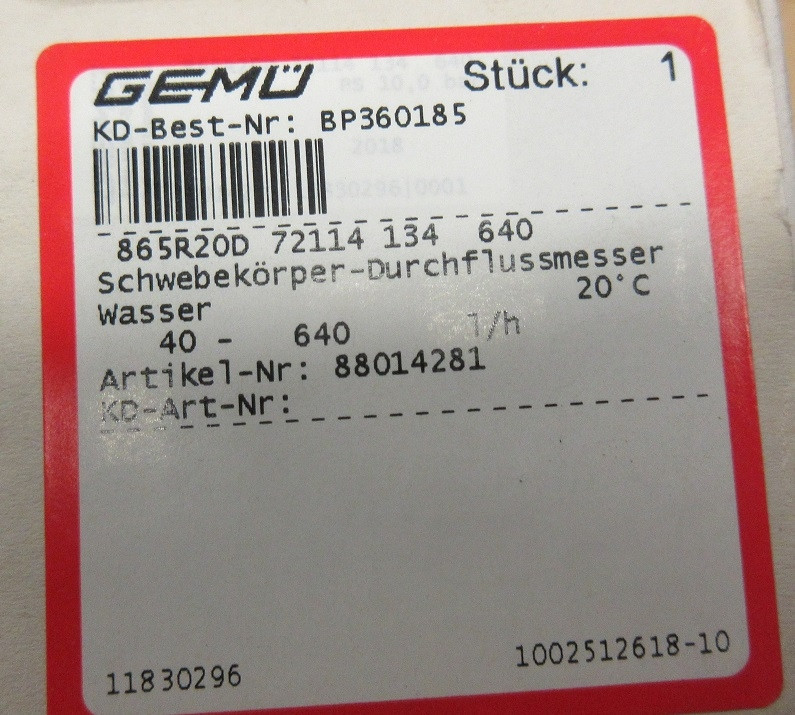 GEMÜ Stück: 1
KD-Best-Nr: BP360185
865R20D 72114 134 640
Schwebekörper-Durchflussmesser
Wasser 20°C
40 - 640 l/h
Artikel-Nr: 88014281
KD-Art-Nr:
11830296 1002512618-10